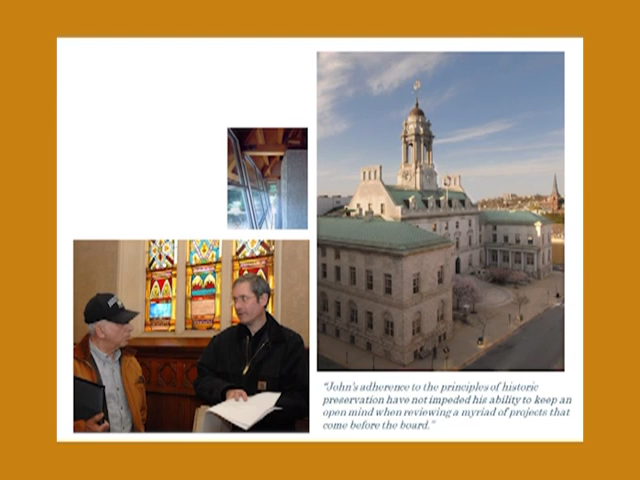 “John's adherence to the principles of historic
preservation have not impeded his ability to keep an
open mind when reviewing a myriad of projects that
come before the board.”